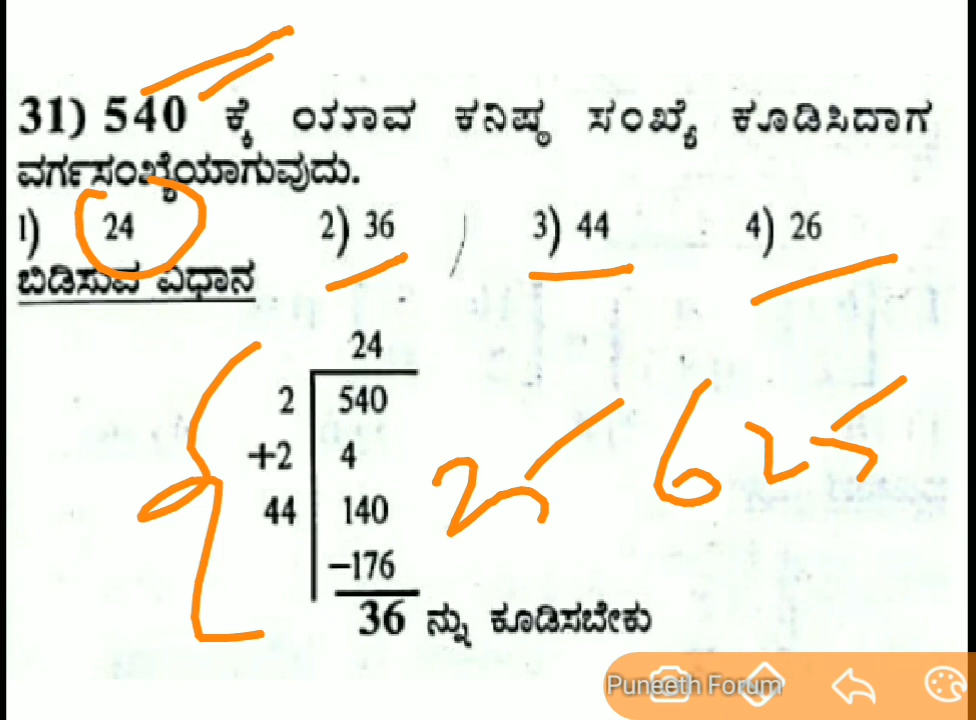 31) 540 ಕ್ಕೆ ಯಾವ ಕನಿಷ್ಠ ಸಂಖ್ಯೆ ಕೂಡಿಸಿದಾಗ
ವರ್ಗಸಂಖ್ಯೆಯಾಗುವುದು.
1) 24 2) 36 3) 44 4) 26
ಬಿಡಿಸುವ ವಿಧಾನ
24
2 540
+2 4
44 140
−176
36 ನ್ನು ಕೂಡಿಸಬೇಕು
25 625
Puneeth Forum